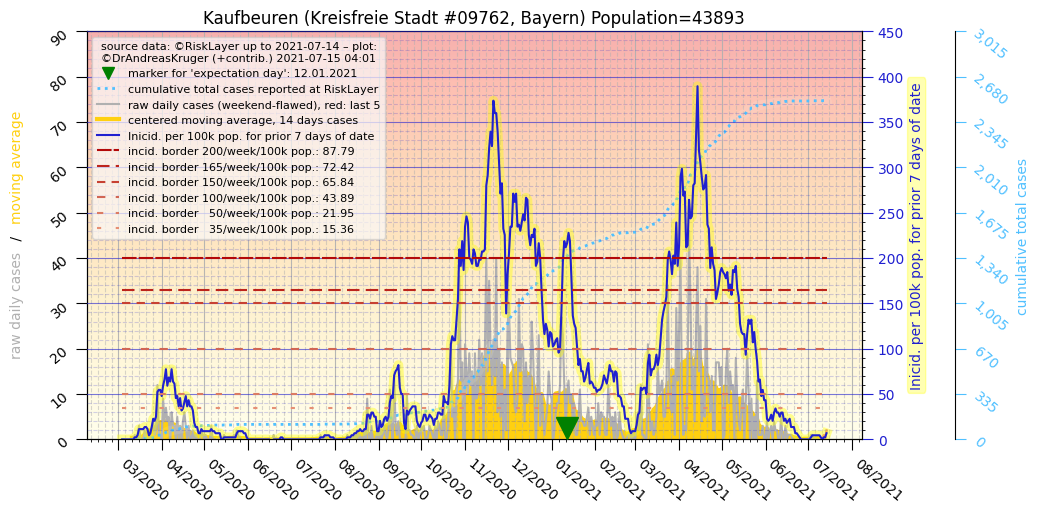 Kaufbeuren (Kreisfreie Stadt #09762, Bayern) Population=43893
source data: ©RiskLayer up to 2021-07-14 – plot:
©DrAndreasKruger (+contrib.) 2021-07-15 04:01
marker for 'expectation day': 12.01.2021
cumulative total cases reported at RiskLayer
raw daily cases (weekend-flawed), red: last 5
centered moving average, 14 days cases
Inicid. per 100k pop. for prior 7 days of date
incid. border 200/week/100k pop.: 87.79
incid. border 165/week/100k pop.: 72.42
incid. border 150/week/100k pop.: 65.84
incid. border 100/week/100k pop.: 43.89
incid. border   50/week/100k pop.: 21.95
incid. border   35/week/100k pop.: 15.36
raw daily cases / moving average
90
80
70
60
50
40
30
20
10
0
450
400
350
300
250
200
150
100
50
0
Inicid. per 100k pop. for prior 7 days of date
3,015
2,680
2,345
2,010
1,675
1,340
1,005
670
335
0
cumulative total cases
03/2020
04/2020
05/2020
06/2020
07/2020
08/2020
09/2020
10/2020
11/2020
12/2020
01/2021
02/2021
03/2021
04/2021
05/2021
06/2021
07/2021
08/2021